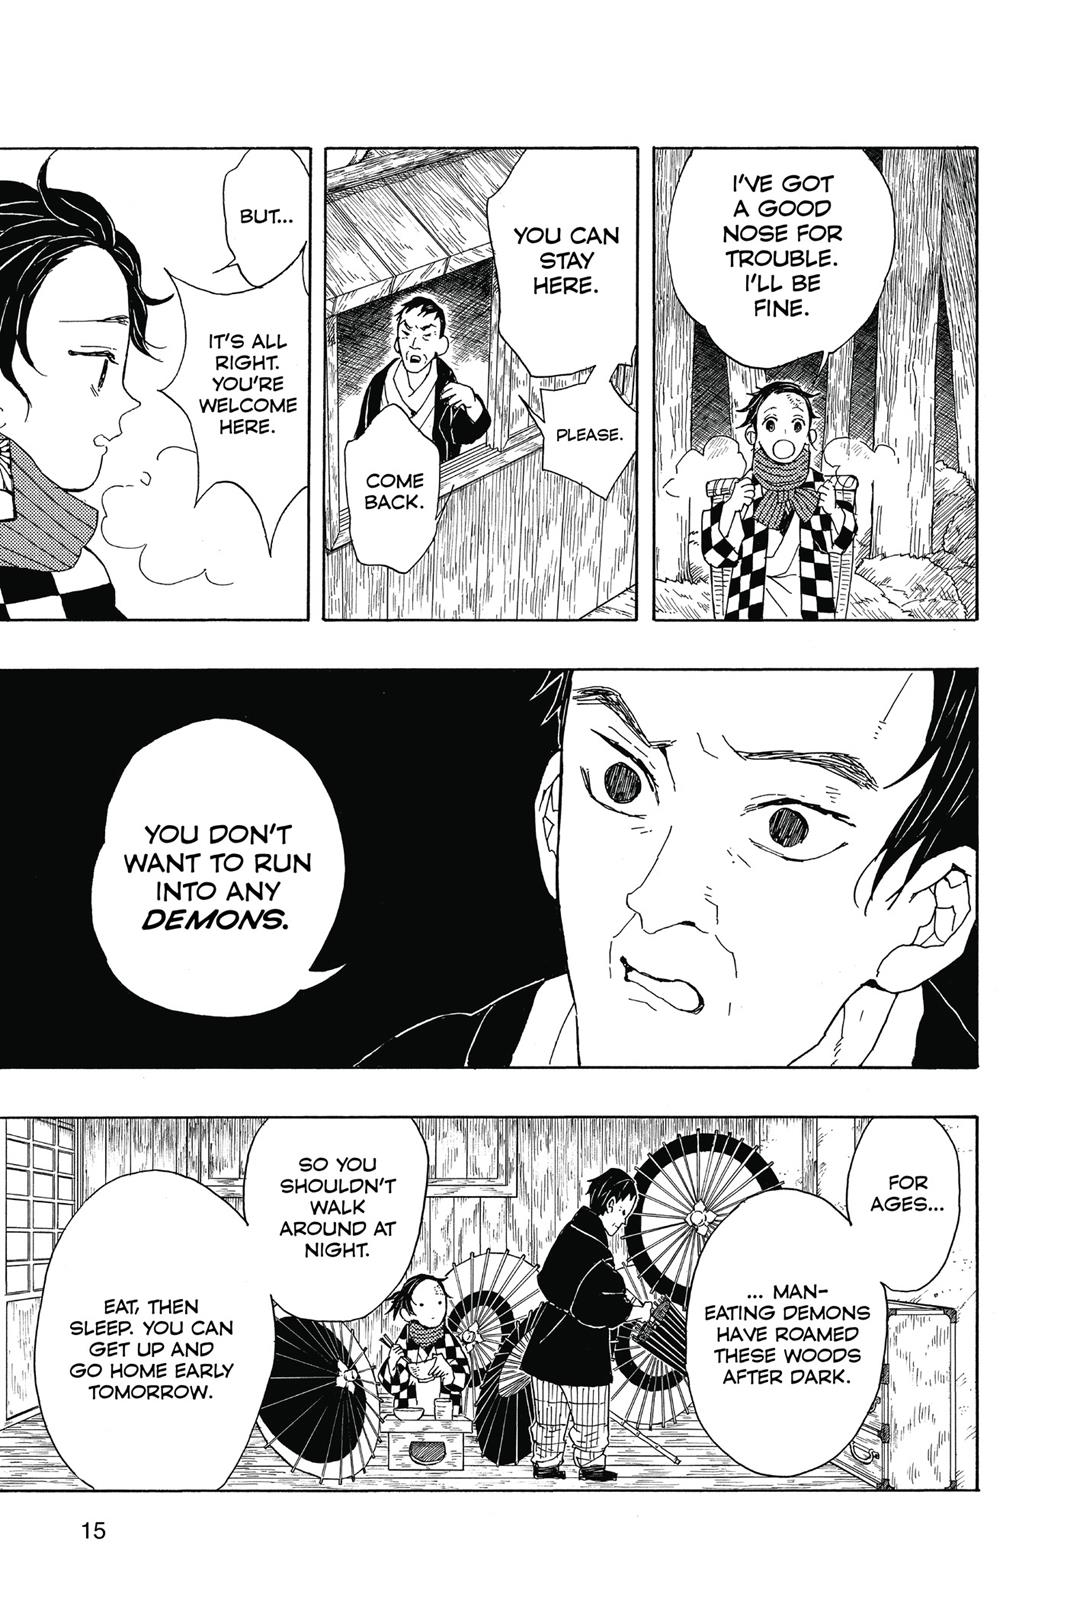 I'VE GOT
A GOOD
NOSE FOR
TROUBLE.
I'LL BE
FINE.
YOU CAN
STAY
HERE.
PLEASE.
COME
BACK.
BUT...
IT'S ALL
RIGHT.
YOU'RE
WELCOME
HERE.
YOU DON'T
WANT TO RUN
INTO ANY
DEMONS.
FOR
AGES...
... MAN-
EATING DEMONS
HAVE ROAMED
THESE WOODS
AFTER DARK.
SO YOU
SHOULDN'T
WALK
AROUND AT
NIGHT.
EAT, THEN
SLEEP. YOU CAN
GET UP AND
GO HOME EARLY
TOMORROW.
15